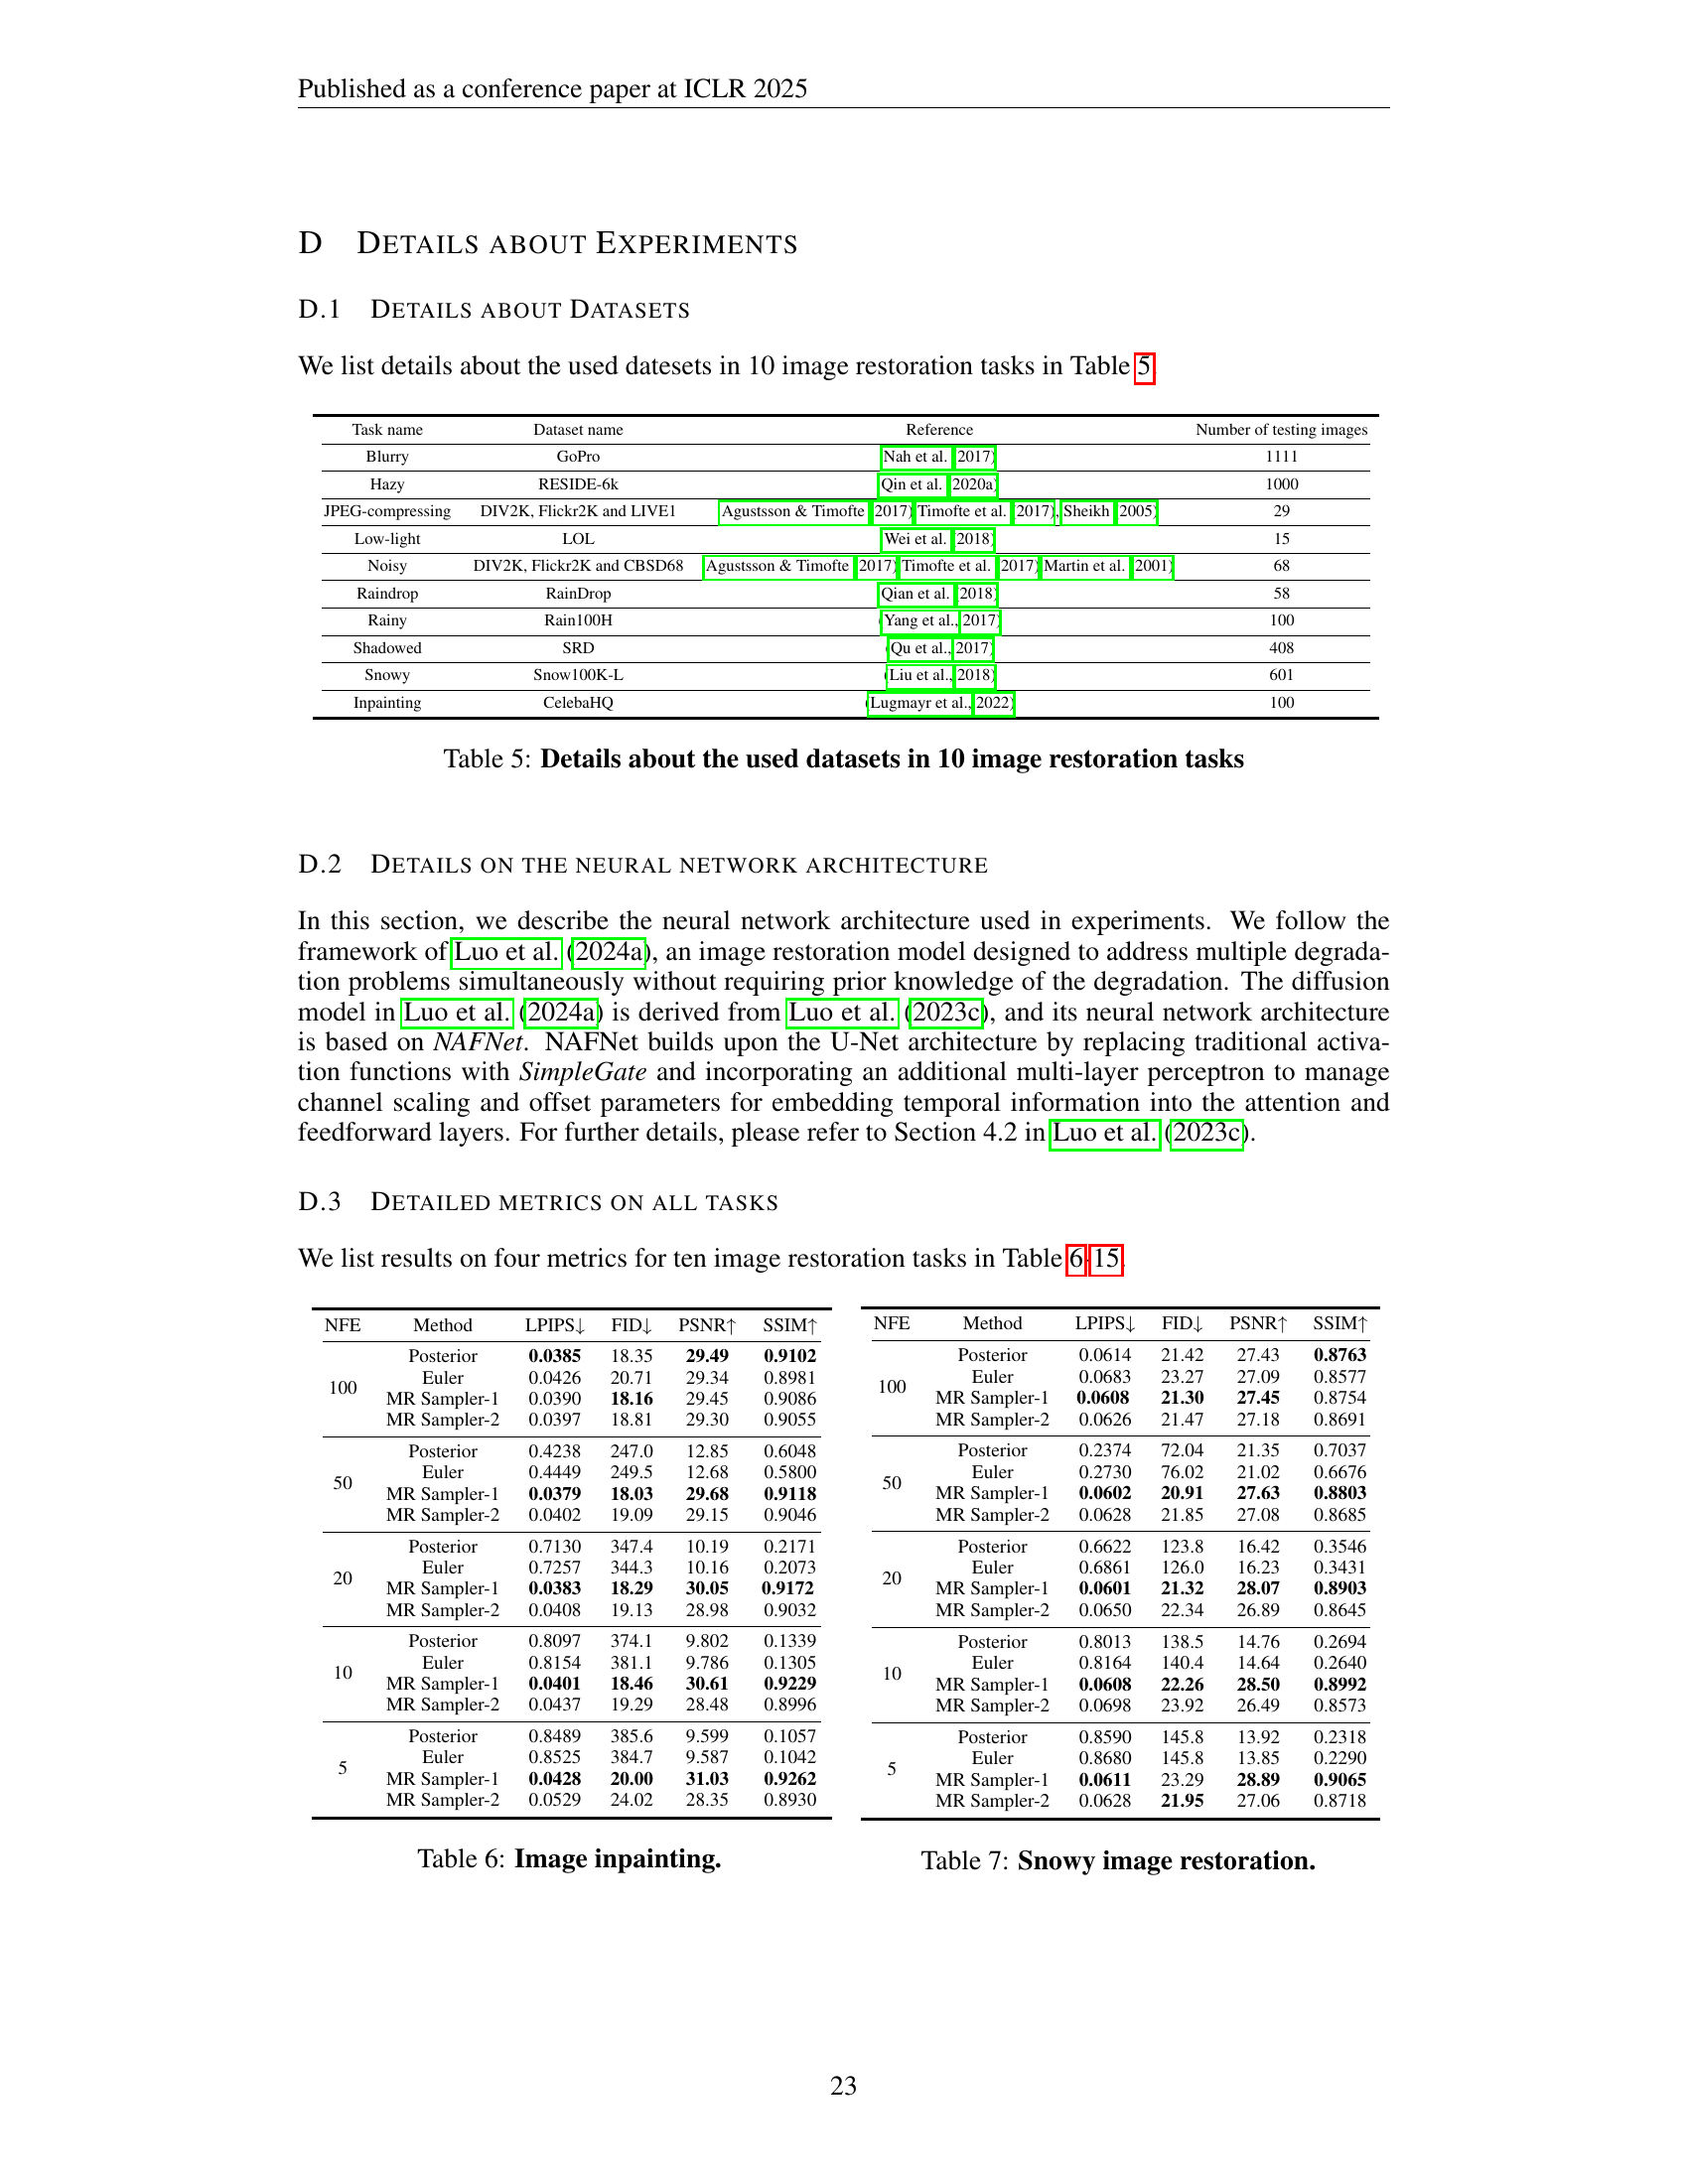 Published as a conference paper at ICLR 2025
D DETAILS ABOUT EXPERIMENTS
D.1 DETAILS ABOUT DATASETS
We list details about the used datesets in 10 image restoration tasks in Table 5.
Task name Dataset name Reference Number of testing images
Blurry GoPro Nah et al. (2017) 1111
Hazy RESIDE-6k Qin et al. (2020a) 1000
JPEG-compressing DIV2K, Flickr2K and LIVE1 Agustsson & Timofte (2017) Timofte et al. (2017), Sheikh (2005) 29
Low-light LOL Wei et al. (2018) 15
Noisy DIV2K, Flickr2K and CBSD68 Agustsson & Timofte (2017) Timofte et al. (2017) Martin et al. (2001) 68
Raindrop RainDrop Qian et al. (2018) 58
Rainy Rain100H (Yang et al., 2017) 100
Shadowed SRD (Qu et al., 2017) 408
Snowy Snow100K-L (Liu et al., 2018) 601
Inpainting CelebaHQ (Lugmayr et al., 2022) 100
Table 5: Details about the used datasets in 10 image restoration tasks
D.2 DETAILS ON THE NEURAL NETWORK ARCHITECTURE
In this section, we describe the neural network architecture used in experiments. We follow the
framework of Luo et al. (2024a), an image restoration model designed to address multiple degrada-
tion problems simultaneously without requiring prior knowledge of the degradation. The diffusion
model in Luo et al. (2024a) is derived from Luo et al. (2023c), and its neural network architecture
is based on NAFNet. NAFNet builds upon the U-Net architecture by replacing traditional activa-
tion functions with SimpleGate and incorporating an additional multi-layer perceptron to manage
channel scaling and offset parameters for embedding temporal information into the attention and
feedforward layers. For further details, please refer to Section 4.2 in Luo et al. (2023c).
D.3 DETAILED METRICS ON ALL TASKS
We list results on four metrics for ten image restoration tasks in Table 6-15.
NFE Method LPIPS↓ FID↓ PSNR↑ SSIM↑
100
Posterior 0.0385 18.35 29.49 0.9102
Euler 0.0426 20.71 29.34 0.8981
MR Sampler-1 0.0390 18.16 29.45 0.9086
MR Sampler-2 0.0397 18.81 29.30 0.9055
50
Posterior 0.4238 247.0 12.85 0.6048
Euler 0.4449 249.5 12.68 0.5800
MR Sampler-1 0.0379 18.03 29.68 0.9118
MR Sampler-2 0.0402 19.09 29.15 0.9046
20
Posterior 0.7130 347.4 10.19 0.2171
Euler 0.7257 344.3 10.16 0.2073
MR Sampler-1 0.0383 18.29 30.05 0.9172
MR Sampler-2 0.0408 19.13 28.98 0.9032
10
Posterior 0.8097 374.1 9.802 0.1339
Euler 0.8154 381.1 9.786 0.1305
MR Sampler-1 0.0401 18.46 30.61 0.9229
MR Sampler-2 0.0437 19.29 28.48 0.8996
5
Posterior 0.8489 385.6 9.599 0.1057
Euler 0.8525 384.7 9.587 0.1042
MR Sampler-1 0.0428 20.00 31.03 0.9262
MR Sampler-2 0.0529 24.02 28.35 0.8930
Table 6: Image inpainting.
NFE Method LPIPS↓ FID↓ PSNR↑ SSIM↑
100
Posterior 0.0614 21.42 27.43 0.8763
Euler 0.0683 23.27 27.09 0.8577
MR Sampler-1 0.0608 21.30 27.45 0.8754
MR Sampler-2 0.0626 21.47 27.18 0.8691
50
Posterior 0.2374 72.04 21.35 0.7037
Euler 0.2730 76.02 21.02 0.6676
MR Sampler-1 0.0602 20.91 27.63 0.8803
MR Sampler-2 0.0628 21.85 27.08 0.8685
20
Posterior 0.6622 123.8 16.42 0.3546
Euler 0.6861 126.0 16.23 0.3431
MR Sampler-1 0.0601 21.32 28.07 0.8903
MR Sampler-2 0.0650 22.34 26.89 0.8645
10
Posterior 0.8013 138.5 14.76 0.2694
Euler 0.8164 140.4 14.64 0.2640
MR Sampler-1 0.0608 22.26 28.50 0.8992
MR Sampler-2 0.0698 23.92 26.49 0.8573
5
Posterior 0.8590 145.8 13.92 0.2318
Euler 0.8680 145.8 13.85 0.2290
MR Sampler-1 0.0611 23.29 28.89 0.9065
MR Sampler-2 0.0628 21.95 27.06 0.8718
Table 7: Snowy image restoration.
23